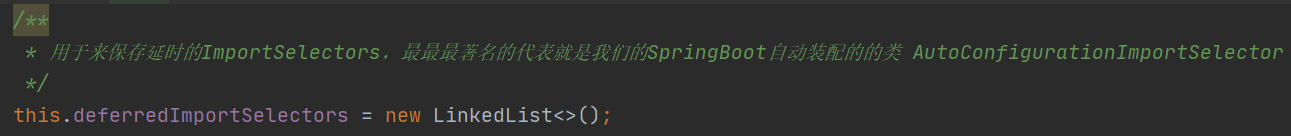 /**
* 用于来保存延时的ImportSelectors，最最最著名的代表就是我们的SpringBoot自动装配的的类 AutoConfigurationImportSelector
*/
this.deferredImportSelectors = new LinkedList<>();